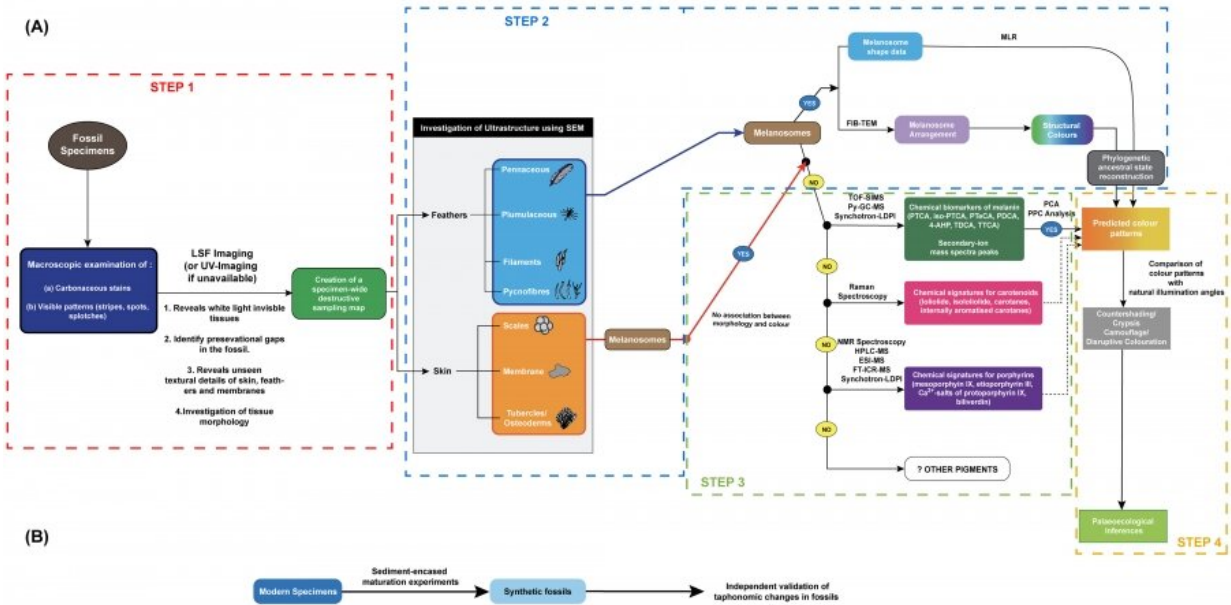 (A)
STEP 1
Fossil
Specimens
Macroscopic examination of :
(a) Carbonaceous stains
(b) Visible patterns (stripes, spots,
splotches)
LSF Imaging
(or UV-Imaging
if unavailable)
1. Reveals white light invisble
tissues
2. Identify presevational gaps
in the fossil.
3. Reveals unseen
textural details of skin, feath-
ers and membranes
4.Investigation of tissue
morphology
Creation of a
specimen-wide
destructive
sampling map
STEP 2
Investigation of Ultrastructure using SEM
Feathers
Pennaceous
Plumulaceous
Filaments
Pycnofibres
Skin
Scales
Membrane
Tubercles/
Osteoderms
Melanosomes
Melanosomes
YES
Melanosome
shape data
MLR
FIB-TEM
Melanosome
Arrangement
Structural
Colours
Phylogenetic
ancestral state
reconstruction
YES
No association between
morphology and colour
NO
TOF-SIMS
Py-GC-MS
Synchotron-LDPI
Chemical biomarkers of melanin
(PTCA, iso-PTCA, PTeCA, PDCA,
4-AHP, TDCA, TTCA)
Secondary-ion
mass spectra peaks
PCA
PPC Analysis
YES
NO
Raman
Spectroscopy
Chemical signatures for carotenoids
(loliolide, isololiolide, carotanes,
internally aromatised carotanes)
NO
NMR Spectroscopy
HPLC-MS
ESI-MS
FT-ICR-MS
Synchotron-LDPI
Chemical signatures for porphyrins
(mesoporphyin IX, etioporphyrin III,
Ca²⁺-salts of protoporphyrin IX,
biliverdin)
NO
? OTHER PIGMENTS
STEP 3
Predicted colour
patterns
Comparison of
colour patterns
with
natural illumination angles
Countershading/
Crypsis
Camouflage/
Disruptive Colouration
Palaeoecological
Inferences
STEP 4
(B)
Modern Specimens
Sediment-encased
maturation experiments
Synthetic fossils
Independent validation of
taphonomic changes in fossils